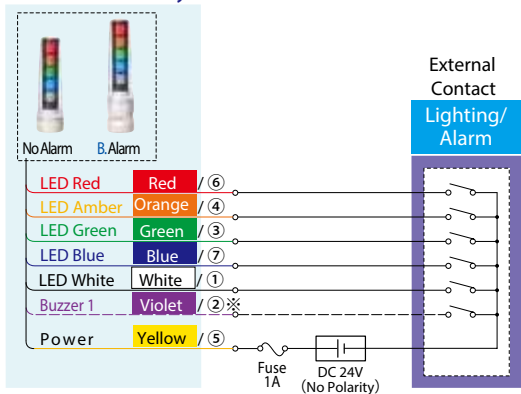 External
Contact
Lighting/
Alarm
No Alarm B.Alarm
LED Red Red / ⑥
LED Amber Orange / ④
LED Green Green / ③
LED Blue Blue / ⑦
LED White White / ①
Buzzer 1 Violet / ②※
Power Yellow / ⑤
Fuse
1A
DC 24V
(No Polarity)